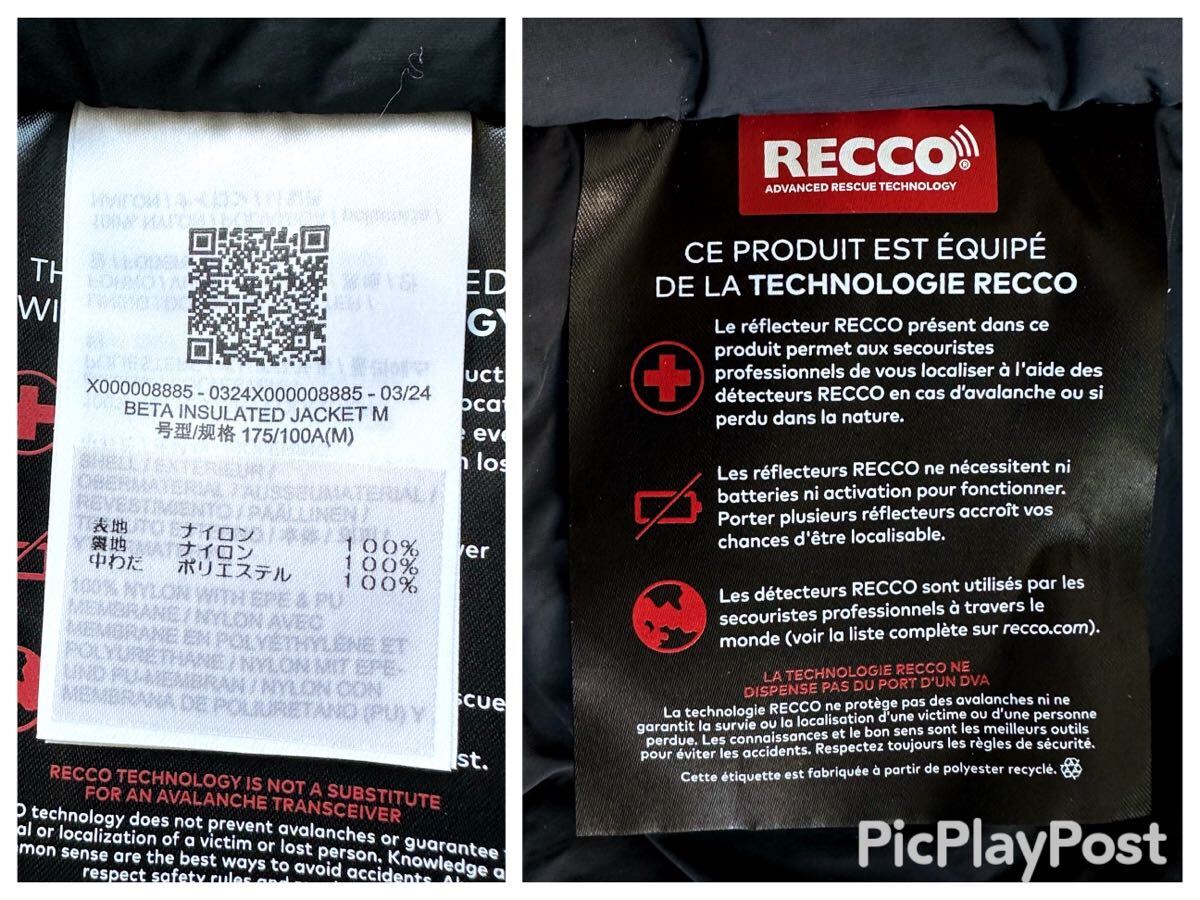 X000008885 - 0324X000008885 - 03/24
BETA INSULATED JACKET M
号型/规格 175/100A(M)
SHELL / EXTÉRIEUR /
OBERMATERIAL / AUSSEUMATERIAL /
REVESTIMENTO / PÄÄLLINEN /
表地 ナイロン 100%
裏地 ナイロン 100%
中わた ポリエステル 100%
100% NYLON WITH EPE & PU
MEMBRANE / NYLON AVEC
MEMBRANE EN POLYÉTHYLÈNE ET
POLYURÉTHANE / NYLON MIT EPE-
UND PU-MEMBRAN / NYLON CON
MEMBRANA DE POLIURETANO (PU) Y
RECCO TECHNOLOGY IS NOT A SUBSTITUTE
FOR AN AVALANCHE TRANSCEIVER
technology does not prevent avalanches or guarantee
or localization of a victim or lost person. Knowledge
sense are the best ways to avoid accidents.
respect safety rules
RECCO®
ADVANCED RESCUE TECHNOLOGY
CE PRODUIT EST ÉQUIPÉ
DE LA TECHNOLOGIE RECCO
Le réflecteur RECCO présent dans ce
produit permet aux secouristes
professionnels de vous localiser à l'aide des
détecteurs RECCO en cas d'avalanche ou si
perdu dans la nature.
Les réflecteurs RECCO ne nécessitent ni
batteries ni activation pour fonctionner.
Porter plusieurs réflecteurs accroît vos
chances d'être localisable.
Les détecteurs RECCO sont utilisés par les
secouristes professionnels à travers le
monde (voir la liste complète sur recco.com).
LA TECHNOLOGIE RECCO NE
DISPENSE PAS DU PORT D'UN DVA
La technologie RECCO ne protège pas des avalanches ni ne
garantit la survie ou la localisation d'une victime ou d'une personne
perdue. Les connaissances et le bon sens sont les meilleurs outils
pour éviter les accidents. Respectez toujours les règles de sécurité.
Cette étiquette est fabriquée à partir de polyester recyclé.
PicPlayPost